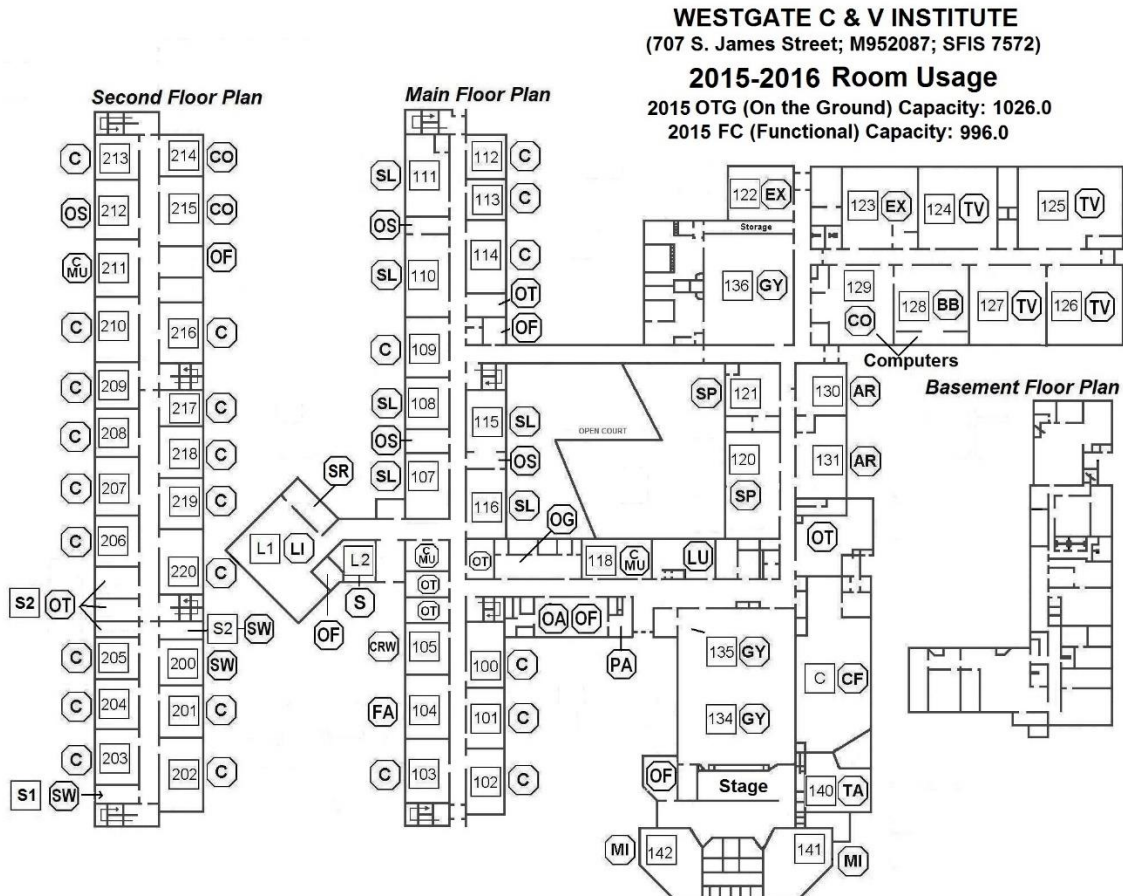 WESTGATE C & V INSTITUTE
(707 S. James Street; M952087; SFIS 7572)
2015-2016 Room Usage
2015 OTG (On the Ground) Capacity: 1026.0
2015 FC (Functional) Capacity: 996.0
Second Floor Plan
C 213 214 CO
OS 212 215 CO
C MU 211 OF
C 210 216 C
C 209 217 C
C 208 218 C
C 207 219 C
C 206 220 C
S2 OT S2 SW
C 205 200 SW
C 204 201 C
C 203 202 C
S1 SW
Main Floor Plan
SL 111 112 C
113 C
OS
SL 110 114 C
OT
OF
C 109
SL 108 115 SL
OS OS
SL 107 116 SL
SR
L1 LI L2
S
OF
C MU
OT
OT
CRW 105 100 C
FA 104 101 C
C 103 102 C
OT OG 118 C MU LU
OA OF PA
OPEN COURT
122 EX
Storage
136 GY
123 EX 124 TV 125 TV
129 CO 128 BB 127 TV 126 TV
Computers
SP 121 130 AR
120 SP 131 AR
OT
135 GY
134 GY
C CF
OF Stage 140 TA
MI 142 141 MI
Basement Floor Plan